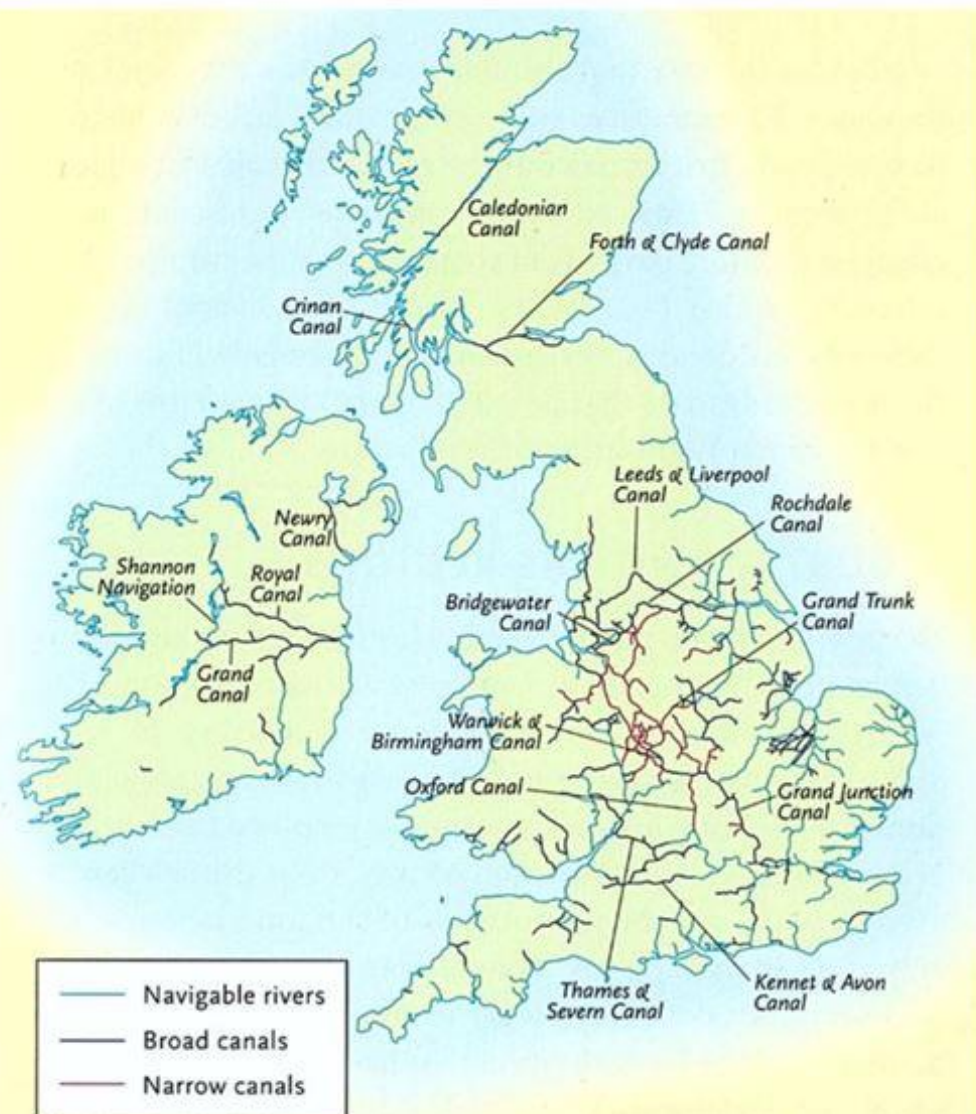 Caledonian
Canal
Forth & Clyde Canal
Crinan
Canal
Leeds & Liverpool
Canal
Rochdale
Canal
Newry
Canal
Shannon
Navigation
Royal
Canal
Bridgewater
Canal
Grand Trunk
Canal
Grand
Canal
Warwick &
Birmingham Canal
Oxford Canal
Grand Junction
Canal
Thames &
Severn Canal
Kennet & Avon
Canal
Navigable rivers
Broad canals
Narrow canals